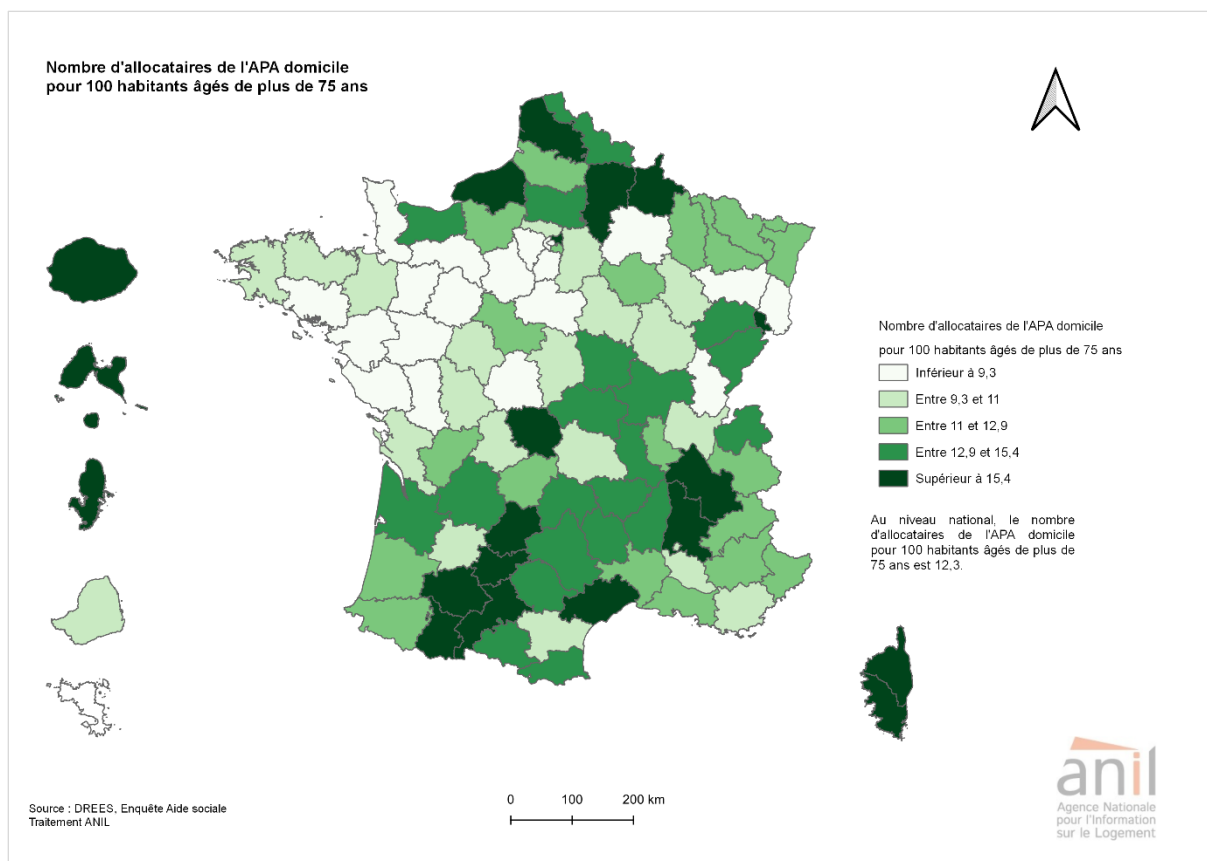 Nombre d'allocataires de l'APA domicile
pour 100 habitants âgés de plus de 75 ans
Nombre d'allocataires de l'APA domicile
pour 100 habitants âgés de plus de 75 ans
Inférieur à 9,3
Entre 9,3 et 11
Entre 11 et 12,9
Entre 12,9 et 15,4
Supérieur à 15,4
Au niveau national, le nombre
d'allocataires de l'APA domicile
pour 100 habitants âgés de plus de
75 ans est 12,3.
anil
Agence Nationale
pour l'Information
sur le Logement
Source : DREES, Enquête Aide sociale
Traitement ANIL
0 100 200 km